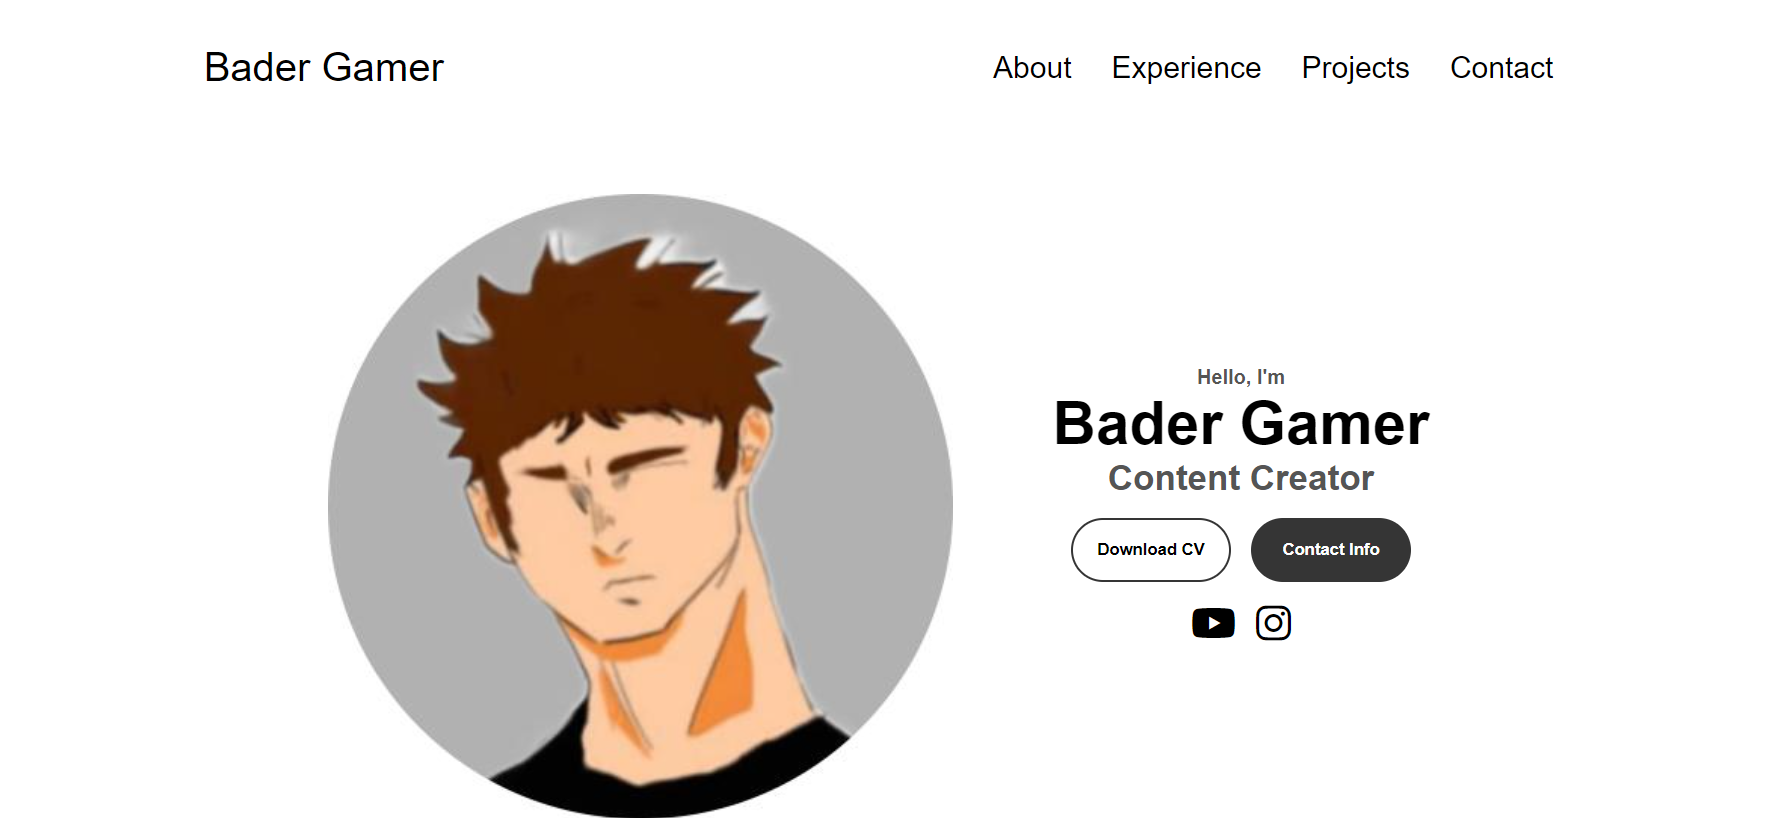 Bader Gamer
About Experience Projects Contact
Hello, I'm
Bader Gamer
Content Creator
Download CV
Contact Info